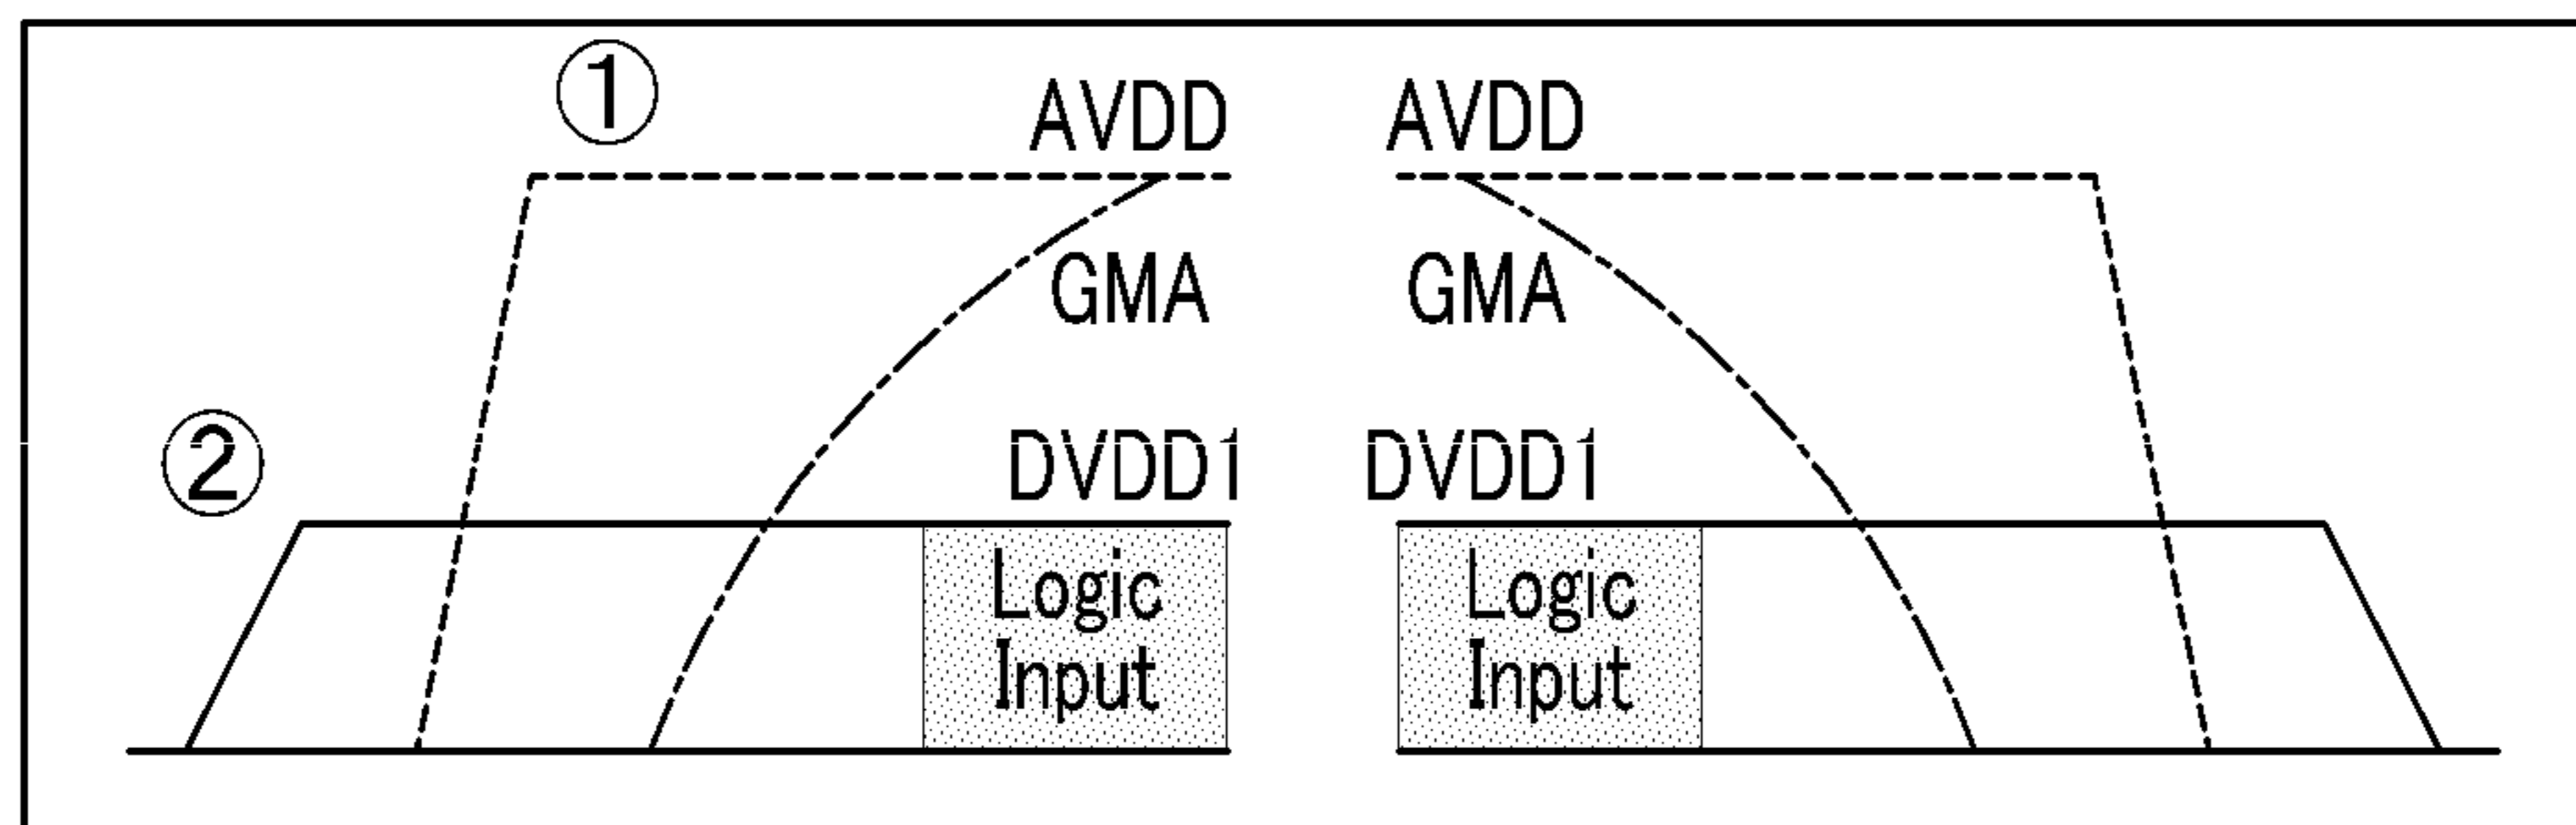 ① AVDD AVDD
GMA GMA
② DVDD1 DVDD1
Logic Logic
Input Input